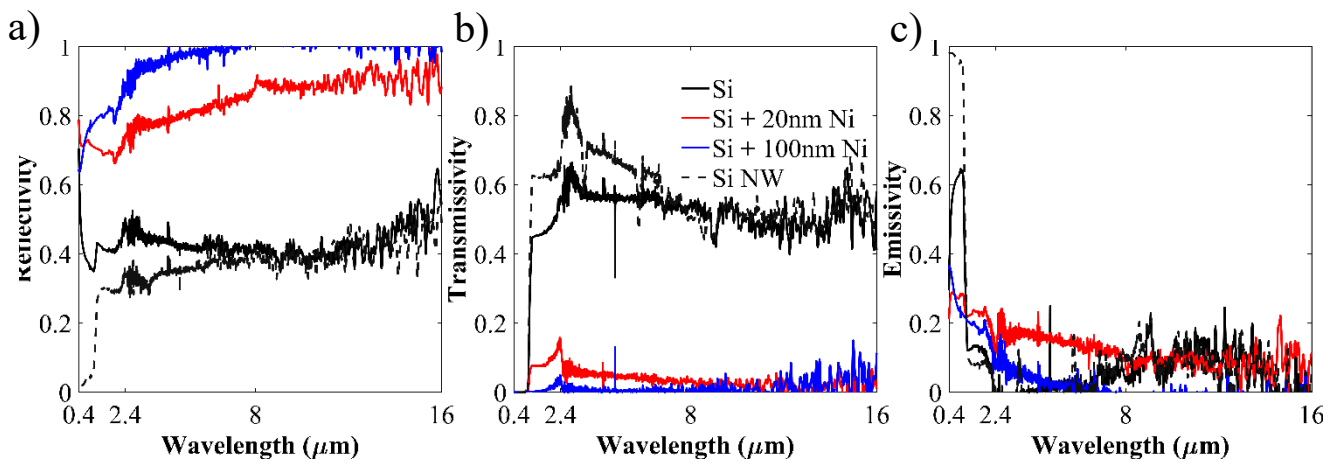 a)
1
0.8
0.6
0.4
0.2
0
Reflectivity
0.4 2.4 8 16
Wavelength (μm)
b)
1
0.8
0.6
0.4
0.2
0
Transmissivity
Si
Si + 20nm Ni
Si + 100nm Ni
Si NW
0.4 2.4 8 16
Wavelength (μm)
c)
1
0.8
0.6
0.4
0.2
0
Emissivity
0.4 2.4 8 16
Wavelength (μm)